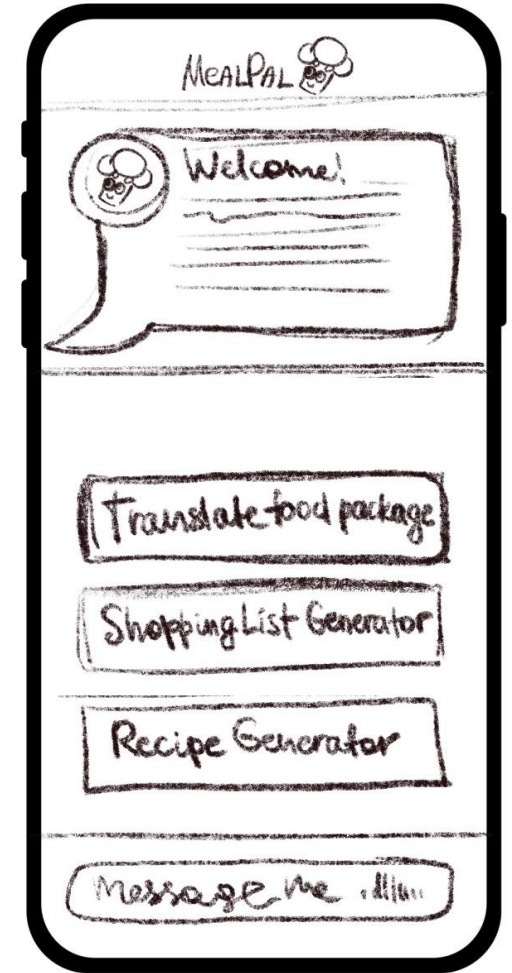 MEALPAL
Welcome!
Translate food package
Shopping List Generator
Recipe Generator
Message me